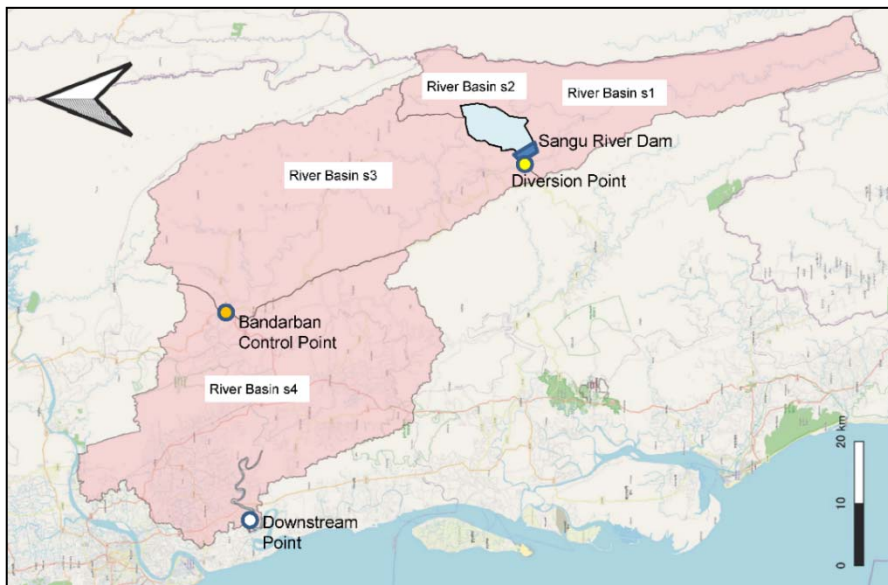 River Basin s2
River Basin s1
Sangu River Dam
River Basin s3
Diversion Point
Bandarban
Control Point
River Basin s4
Downstream
Point
0
10
20 km